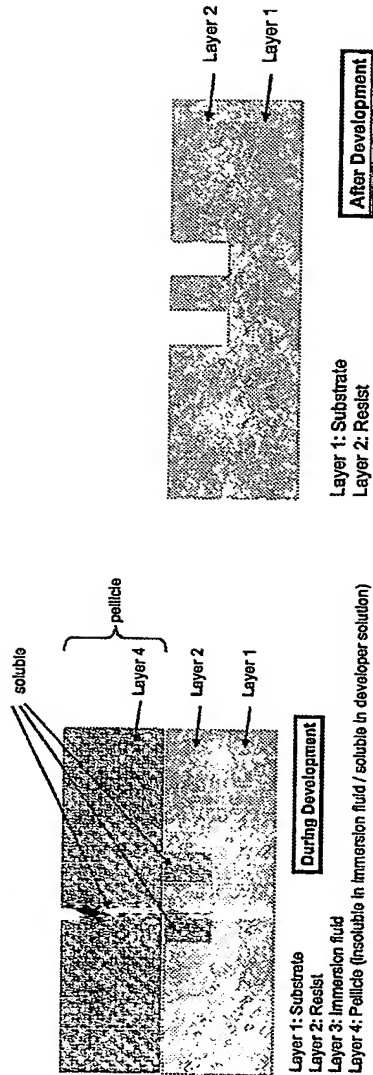 soluble
pellicle
Layer 4
Layer 2
Layer 1
During Development
Layer 1: Substrate
Layer 2: Resist
Layer 3: Immersion fluid
Layer 4: Pellicle (Insoluble in immersion fluid / soluble in developer solution)
Layer 2
Layer 1
After Development
Layer 1: Substrate
Layer 2: Resist